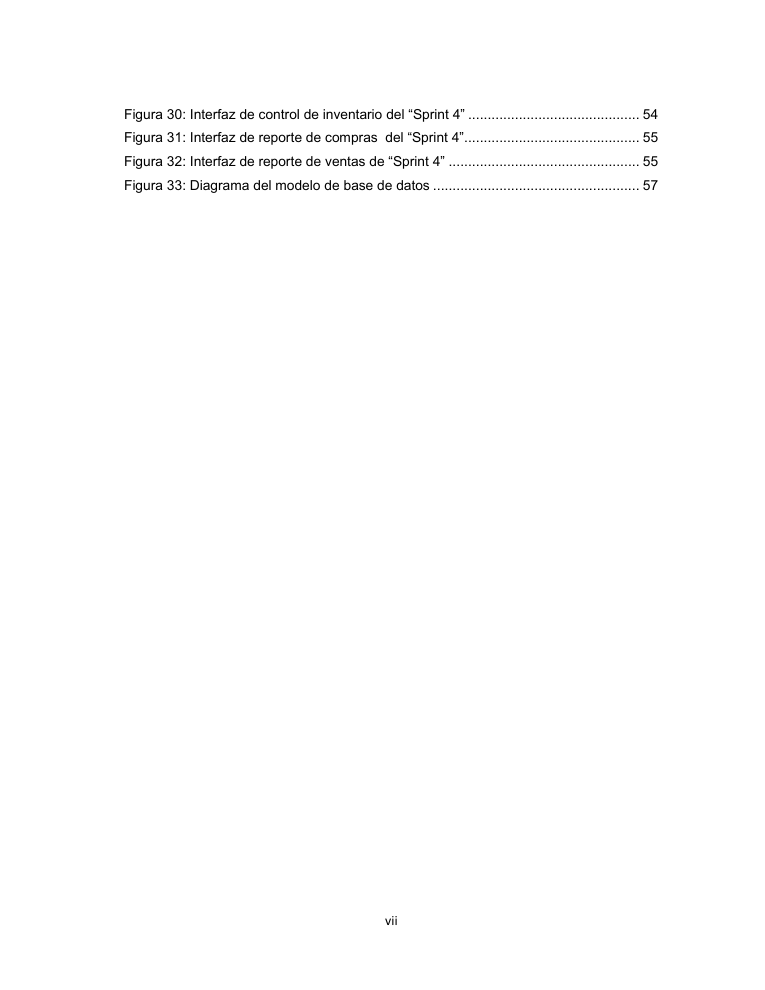 Figura 30: Interfaz de control de inventario del “Sprint 4” ............................................ 54
Figura 31: Interfaz de reporte de compras  del “Sprint 4”............................................. 55
Figura 32: Interfaz de reporte de ventas de “Sprint 4” ................................................. 55
Figura 33: Diagrama del modelo de base de datos ..................................................... 57
vii